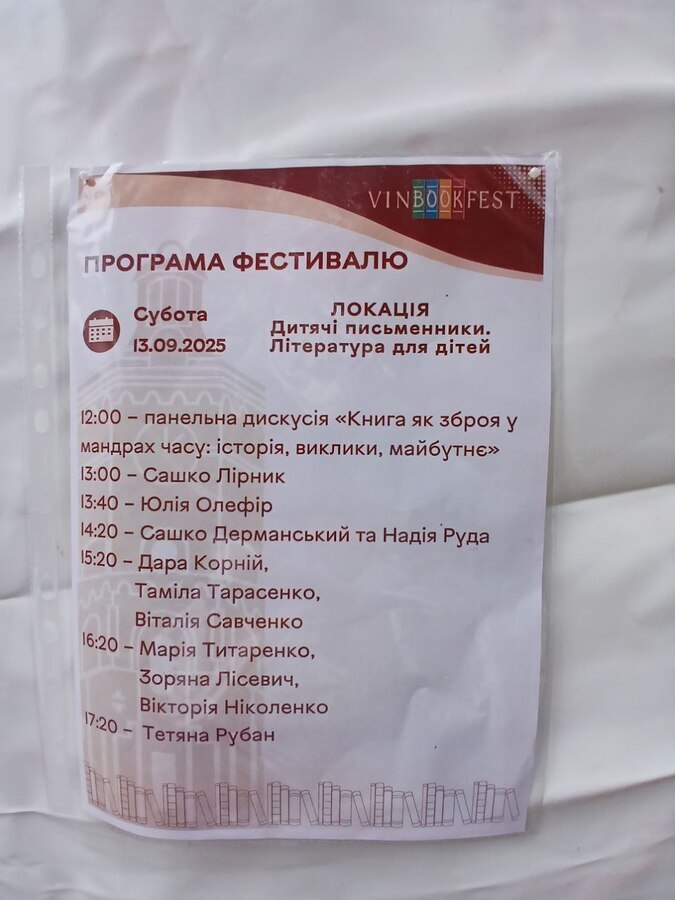 VINBOOKFEST
ПРОГРАМА ФЕСТИВАЛЮ
Субота
13.09.2025
ЛОКАЦІЯ
Дитячі письменники.
Література для дітей
12:00 – панельна дискусія «Книга як зброя у
мандрах часу: історія, виклики, майбутнє»
13:00 – Сашко Лірник
13:40 – Юлія Олефір
14:20 – Сашко Дерманський та Надія Руда
15:20 – Дара Корній,
Таміла Тарасенко,
Віталія Савченко
16:20 – Марія Титаренко,
Зоряна Лісевич,
Вікторія Ніколенко
17:20 – Тетяна Рубан